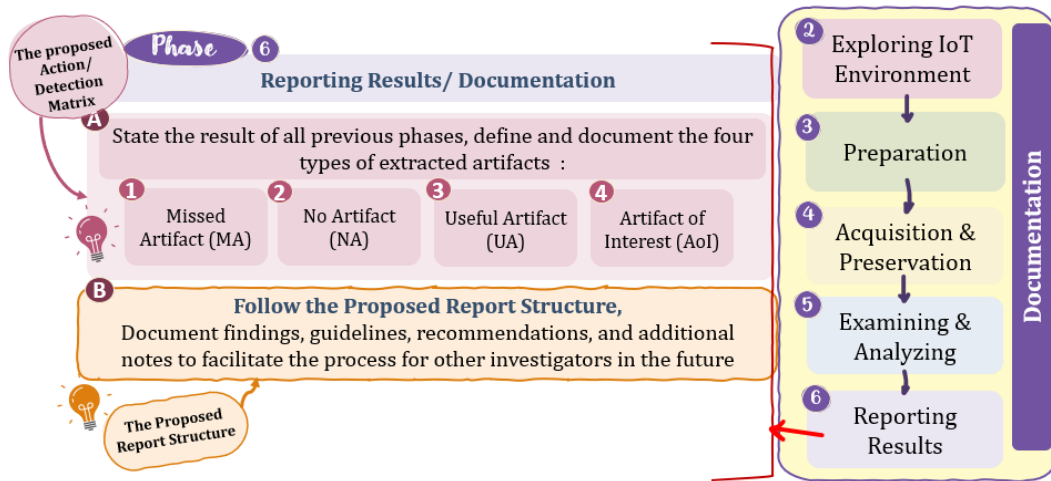 The proposed
Action/
Detection
Matrix
Phase 6
Reporting Results/ Documentation
A
State the result of all previous phases, define and document the four
types of extracted artifacts :
1
Missed
Artifact (MA)
2
No Artifact
(NA)
3
Useful Artifact
(UA)
4
Artifact of
Interest (AoI)
B
Follow the Proposed Report Structure,
Document findings, guidelines, recommendations, and additional
notes to facilitate the process for other investigators in the future
The Proposed
Report Structure
2
Exploring IoT
Environment
3
Preparation
4
Acquisition &
Preservation
5
Examining &
Analyzing
6
Reporting
Results
Documentation